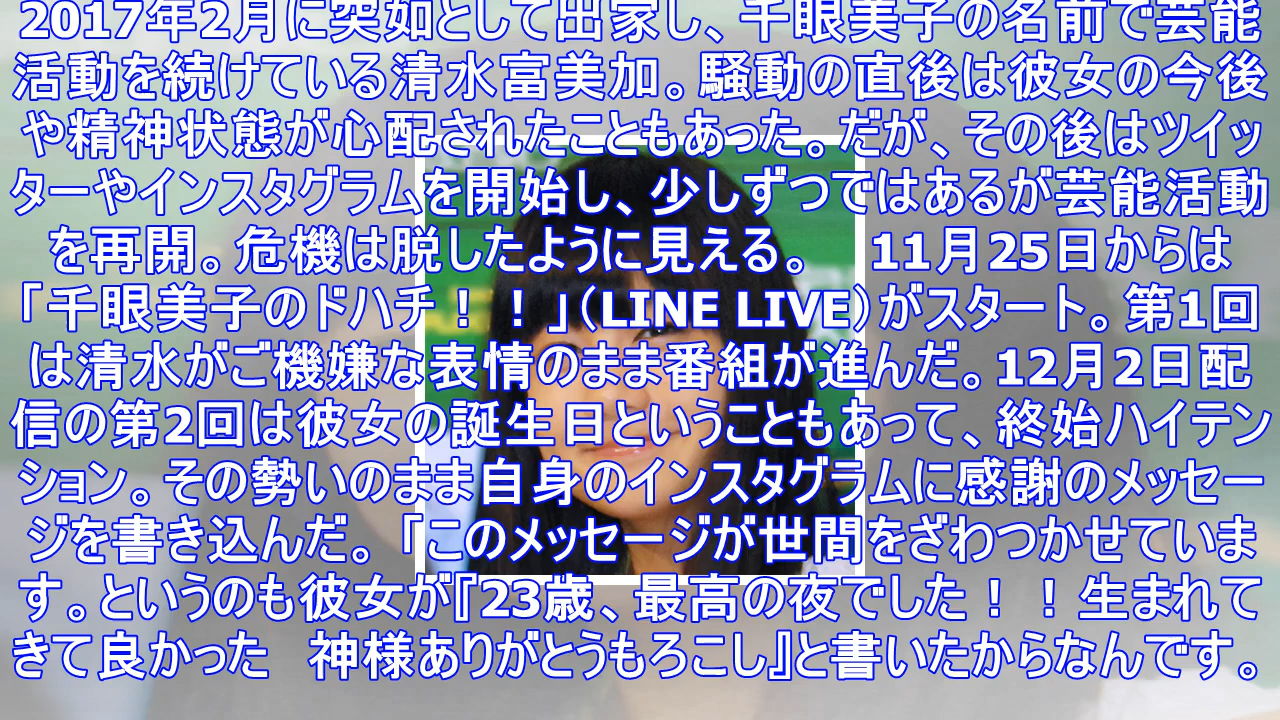 2017年2月に突如として出家し、千眼美子の名前で芸能
活動を続けている清水富美加。騒動の直後は彼女の今後
や精神状態が心配されたこともあった。だが、その後はツイッ
ターやインスタグラムを開始し、少しずつではあるが芸能活動
を再開。危機は脱したように見える。　11月25日からは
「千眼美子のドハチ！！」（LINE LIVE）がスタート。第1回
は清水がご機嫌な表情のまま番組が進んだ。12月2日配
信の第2回は彼女の誕生日ということもあって、終始ハイテン
ション。その勢いのまま自身のインスタグラムに感謝のメッセー
ジを書き込んだ。「このメッセージが世間をざわつかせていま
す。というのも彼女が『23歳、最高の夜でした！！生まれて
きて良かった　神様ありがとうもろこし』と書いたからなんです。